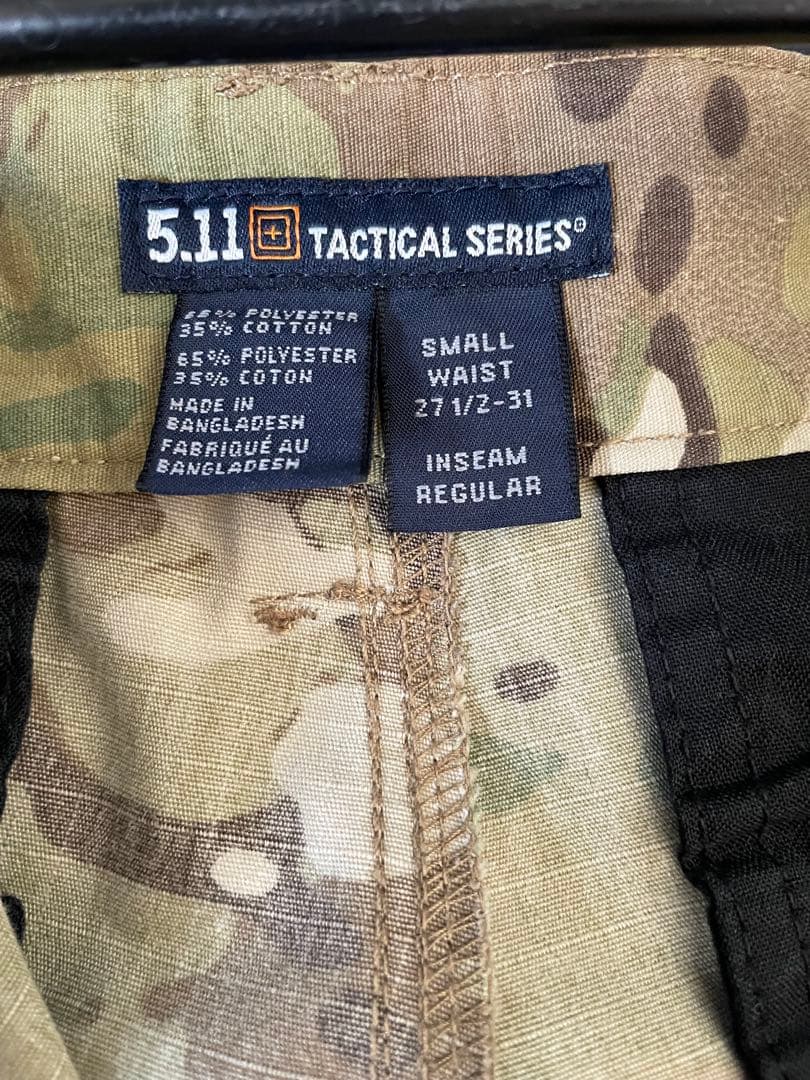 5.11 TACTICAL SERIES®
65% POLYESTER
35% COTTON
65% POLYESTER
35% COTON
MADE IN
BANGLADESH
FABRIQUÉ AU
BANGLADESH
SMALL
WAIST
27 1/2-31
INSEAM
REGULAR